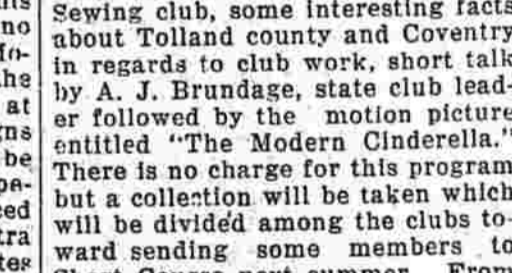 no
at
be
Sewing club, some interesting facts
about Tolland county and Coventry
in regards to club work, short talk
by A. J. Brundage, state club lead-
er followed by the motion picture
entitled "The Modern Cinderella."
There is no charge for this program
but a collection will be taken which
will be divided among the clubs to-
ward sending some members to